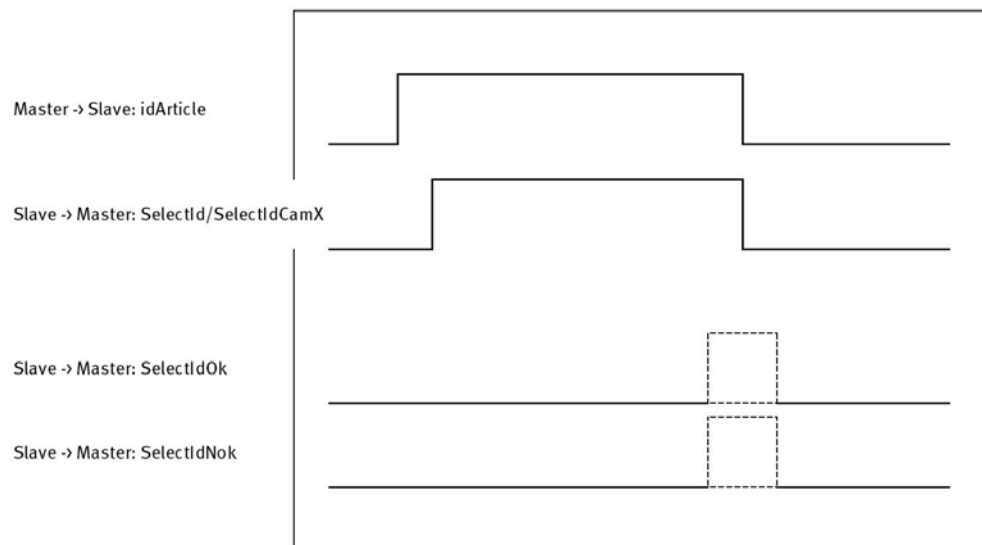 Master -> Slave: idArticle
Slave -> Master: SelectId/SelectIdCamX
Slave -> Master: SelectIdOk
Slave -> Master: SelectIdNok